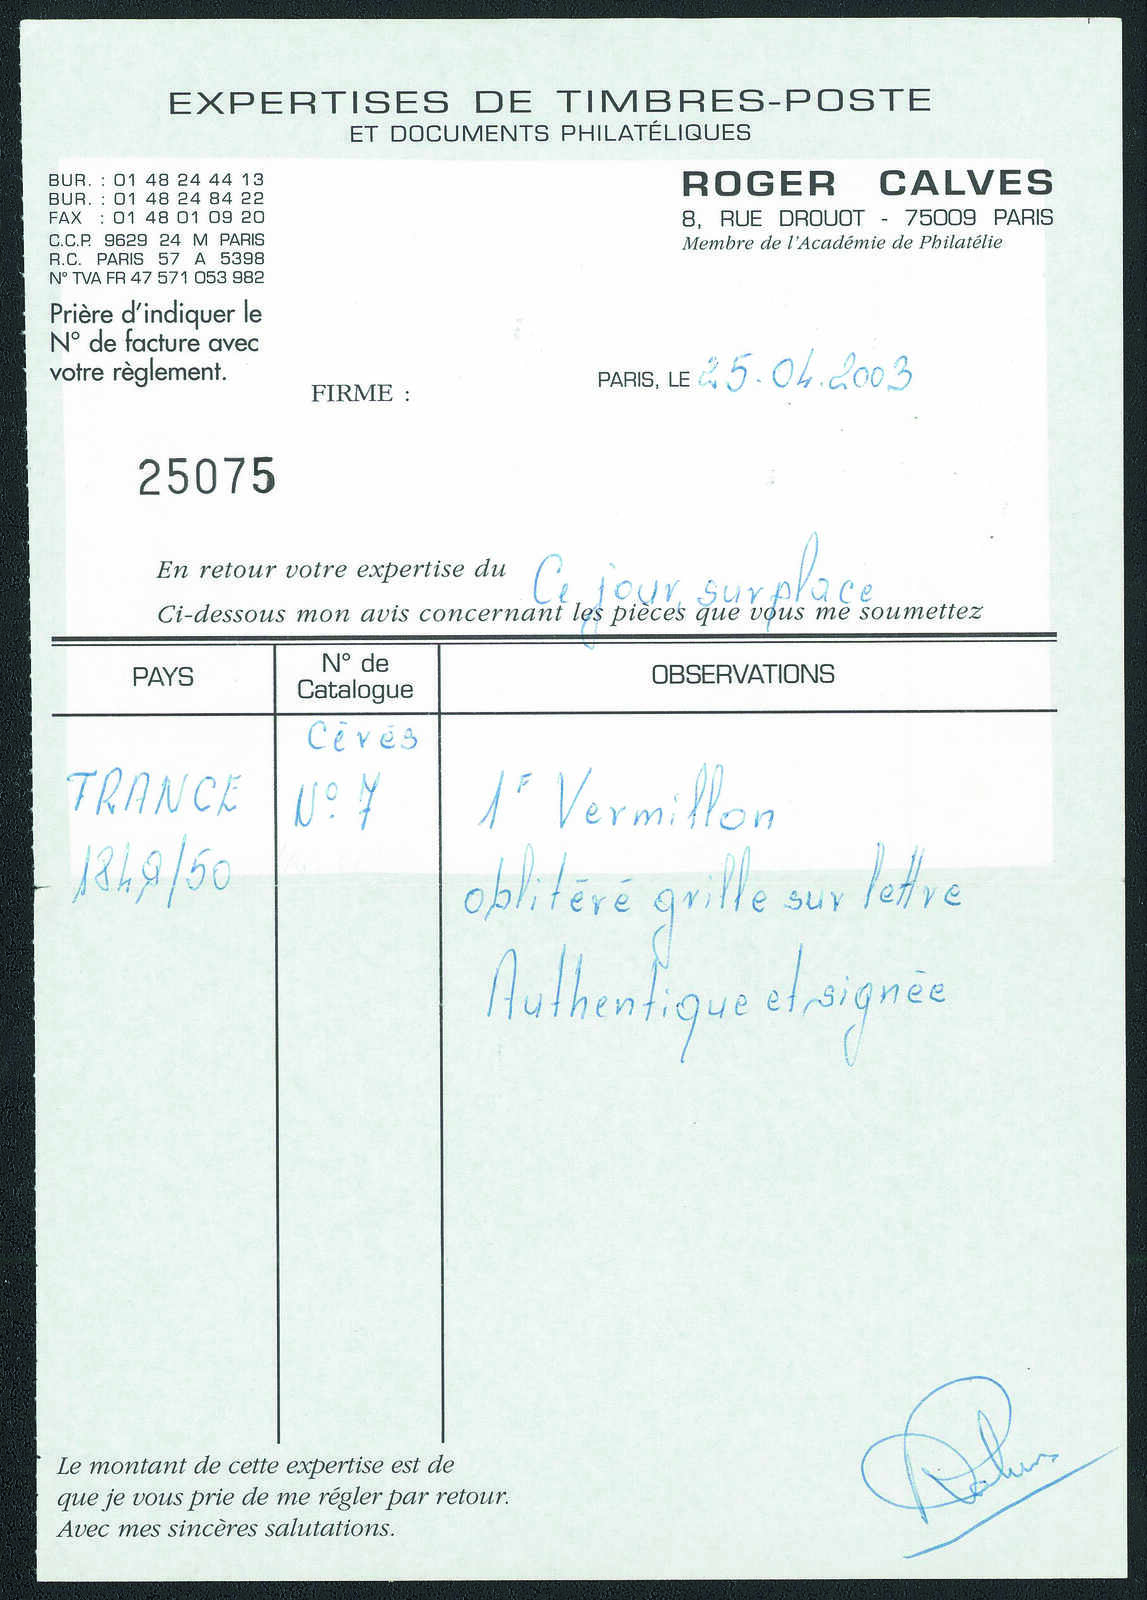 EXPERTISES DE TIMBRES-POSTE
ET DOCUMENTS PHILATÉLIQUES
BUR. : 01 48 24 44 13
BUR. : 01 48 24 84 22
FAX : 01 48 01 09 20
C.C.P. 9629 24 M PARIS
R.C. PARIS 57 A 5398
N° TVA FR 47 571 053 982
ROGER CALVES
8, RUE DROUOT - 75009 PARIS
Membre de l'Académie de Philatélie
Prière d'indiquer le
N° de facture avec
votre règlement.
FIRME :
PARIS, LE 25.04.2003
25075
En retour votre expertise du Ce jour, sur place
Ci-dessous mon avis concernant les pièces que vous me soumettez
PAYS
N° de
Catalogue
OBSERVATIONS
Cérès
FRANCE N° 7 1F Vermillon
1849/50 oblitéré grille sur lettre
Authentique et signée
Le montant de cette expertise est de
que je vous prie de me régler par retour.
Avec mes sincères salutations.